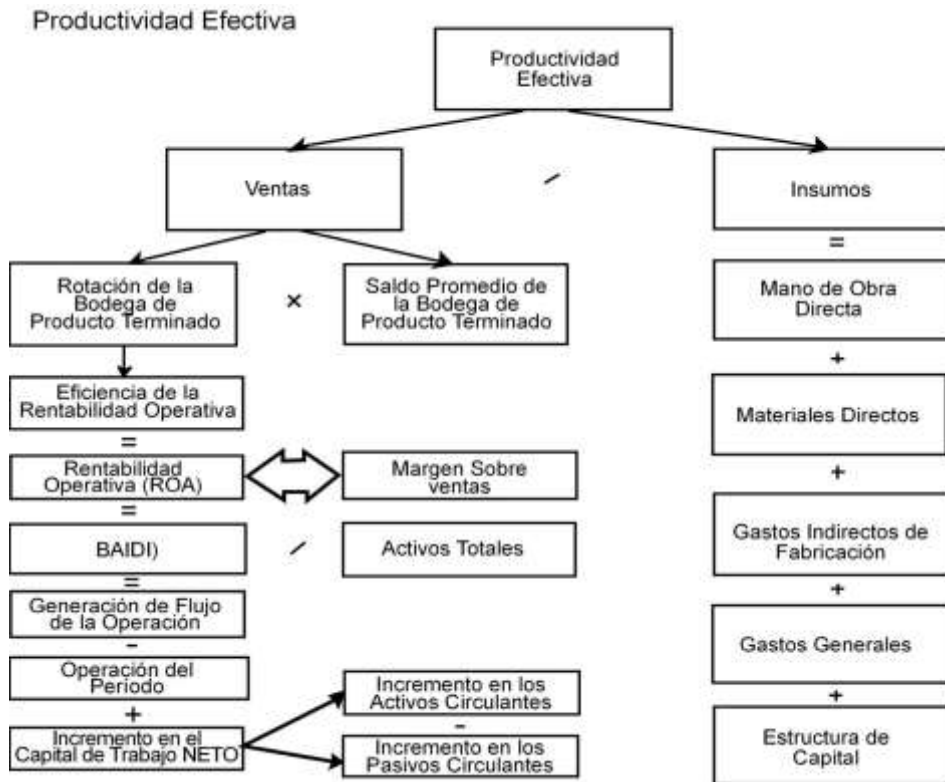 Productividad Efectiva
Productividad
Efectiva
Ventas
/
Insumos
=
Rotación de la
Bodega de
Producto Terminado
×
Saldo Promedio de
la Bodega de
Producto Terminado
Mano de Obra
Directa
+
Eficiencia de la
Rentabilidad Operativa
=
Materiales Directos
+
Rentabilidad
Operativa (ROA)
Margen Sobre
ventas
=
BAIDI)
/
Activos Totales
Gastos Indirectos de
Fabricación
+
=
Generación de Flujo
de la Operación
-
Gastos Generales
+
Operación del
Período
+
Incremento en los
Activos Circulantes
-
Incremento en el
Capital de Trabajo NETO
Incremento en los
Pasivos Circulantes
Estructura de
Capital